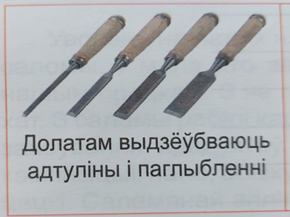 Долатам выдзёўбваюць
адтуліны і паглыбленні